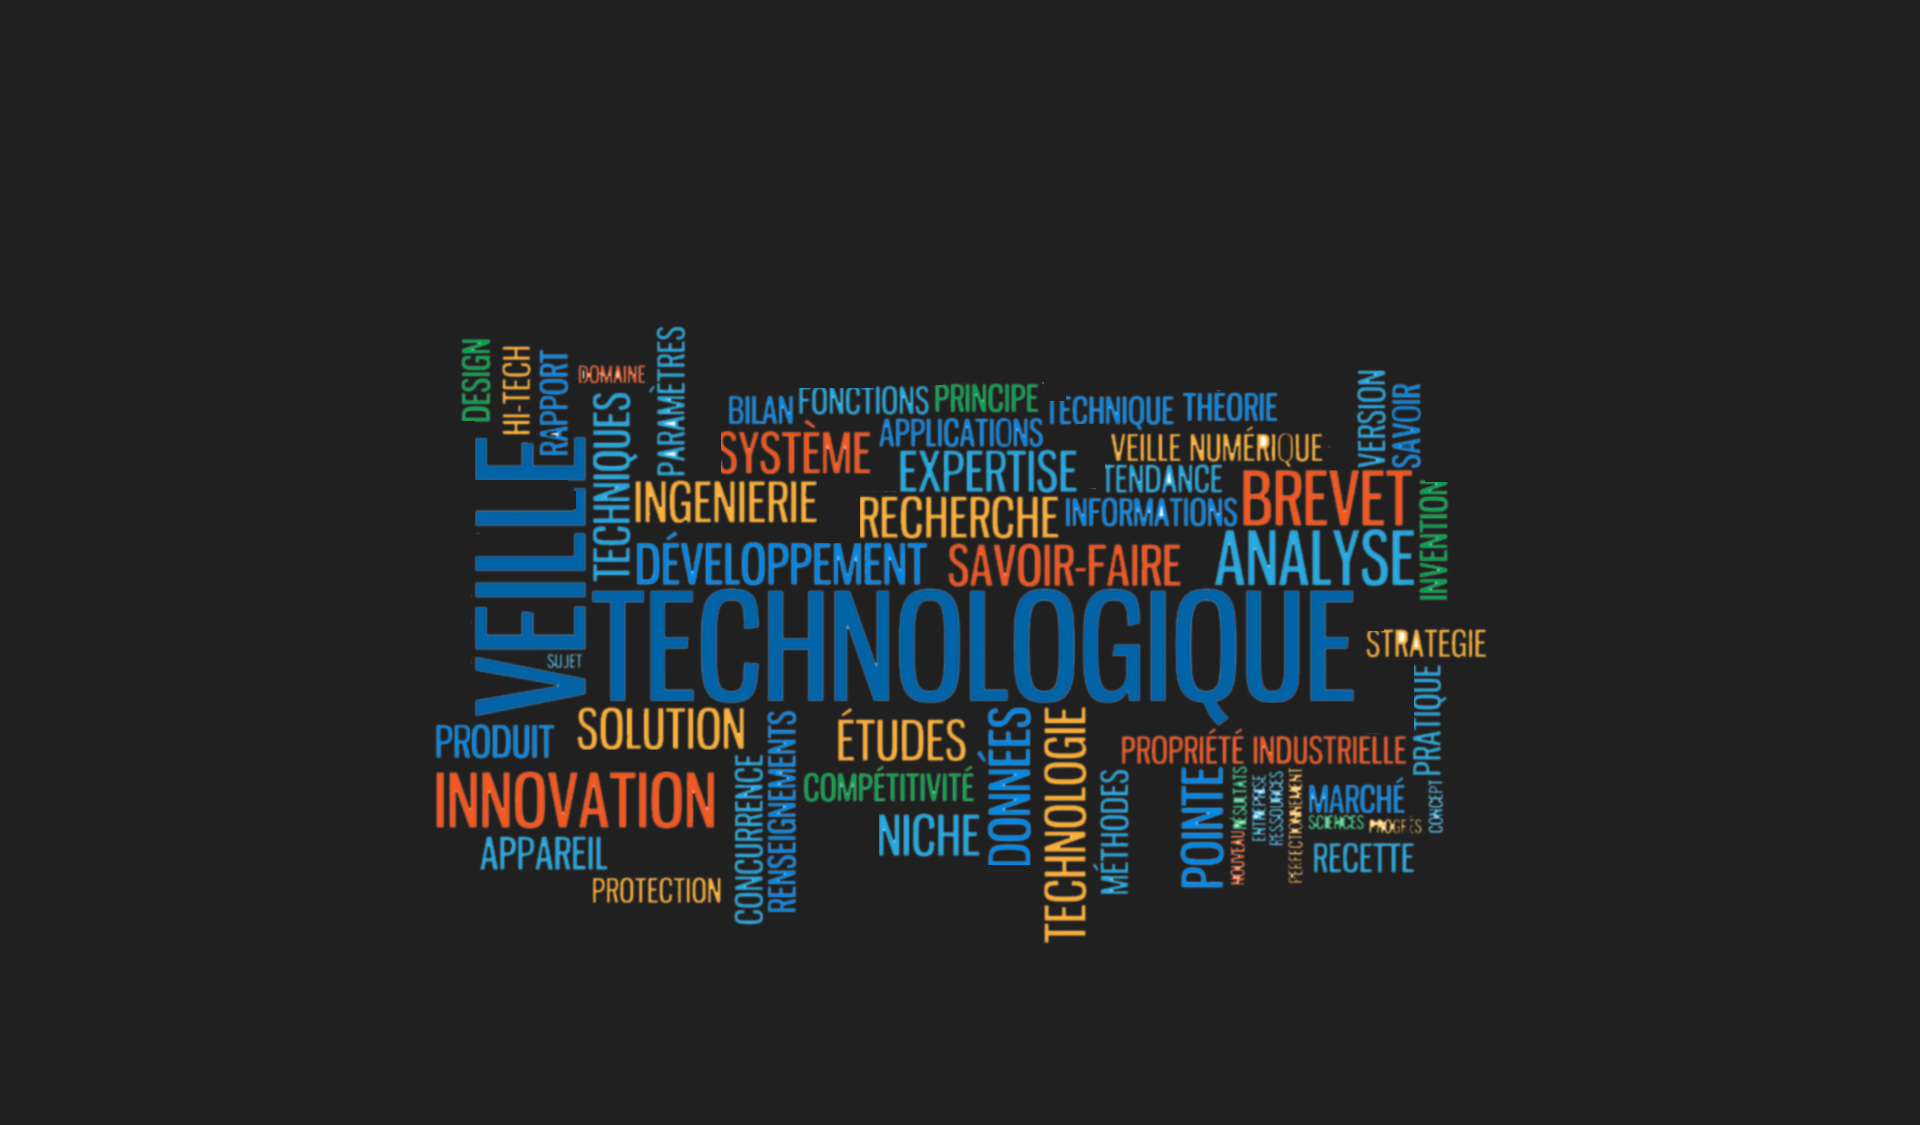 DESIGN
HI-TECH
RAPPORT
DOMAINE
PARAMÈTRES
TECHNIQUES
VEILLE
SUJET
BILAN
FONCTIONS
PRINCIPE
TECHNIQUE
THÉORIE
VERSION
SAVOIR
SYSTÈME
APPLICATIONS
VEILLE NUMÉRIQUE
EXPERTISE
TENDANCE
BREVET
INGENIERIE
RECHERCHE
INFORMATIONS
INVENTION
DÉVELOPPEMENT
SAVOIR-FAIRE
ANALYSE
TECHNOLOGIQUE
STRATEGIE
PRATIQUE
PRODUIT
SOLUTION
RENSEIGNEMENTS
ÉTUDES
DONNÉES
TECHNOLOGIE
PROPRIÉTÉ INDUSTRIELLE
INNOVATION
CONCURRENCE
COMPÉTITIVITÉ
MÉTHODES
POINTE
RÉSULTATS
NOUVEAU
ENTREPRISE
RESSOURCES
PERFECTIONNEMENT
MARCHÉ
CONCEPT
SCIENCES
PROGRÈS
APPAREIL
NICHE
RECETTE
PROTECTION